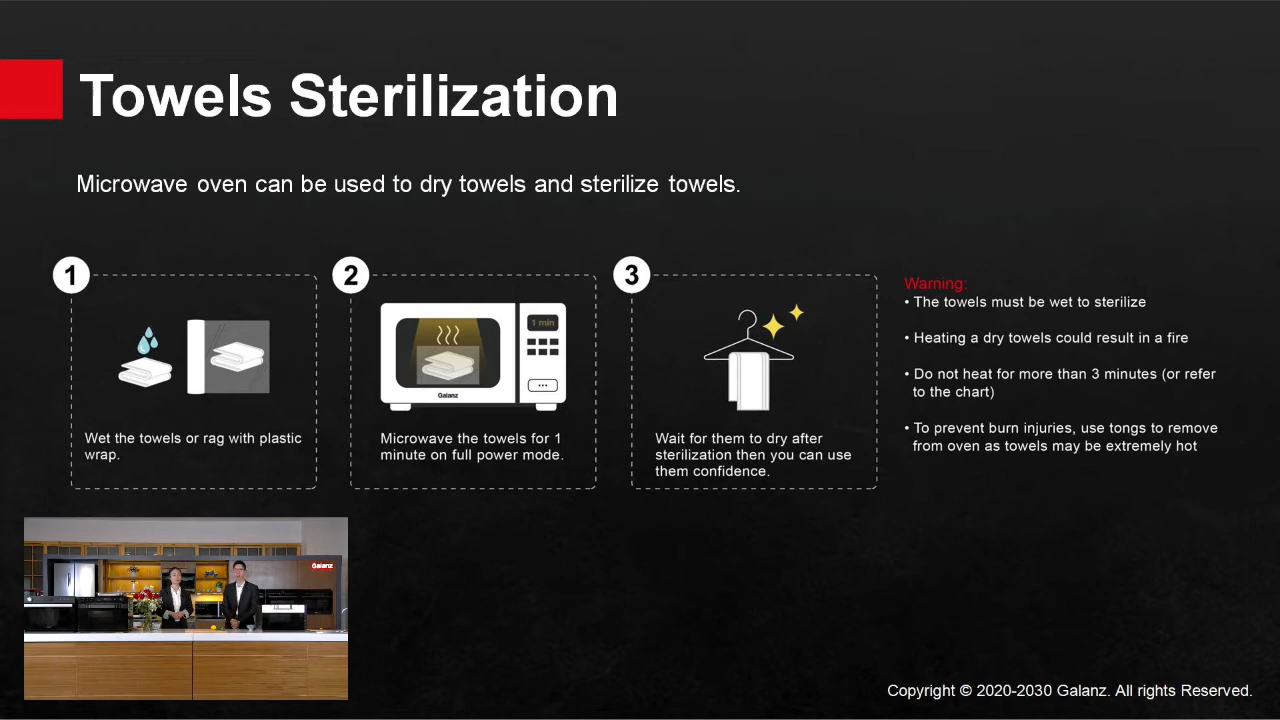 Towels Sterilization
Microwave oven can be used to dry towels and sterilize towels.
1
Wet the towels or rag with plastic
wrap.
2
1 min
Galanz
Microwave the towels for 1
minute on full power mode.
3
Wait for them to dry after
sterilization then you can use
them confidence.
Warning:
• The towels must be wet to sterilize
• Heating a dry towels could result in a fire
• Do not heat for more than 3 minutes (or refer
to the chart)
• To prevent burn injuries, use tongs to remove
from oven as towels may be extremely hot
Galanz
Copyright © 2020-2030 Galanz. All rights Reserved.